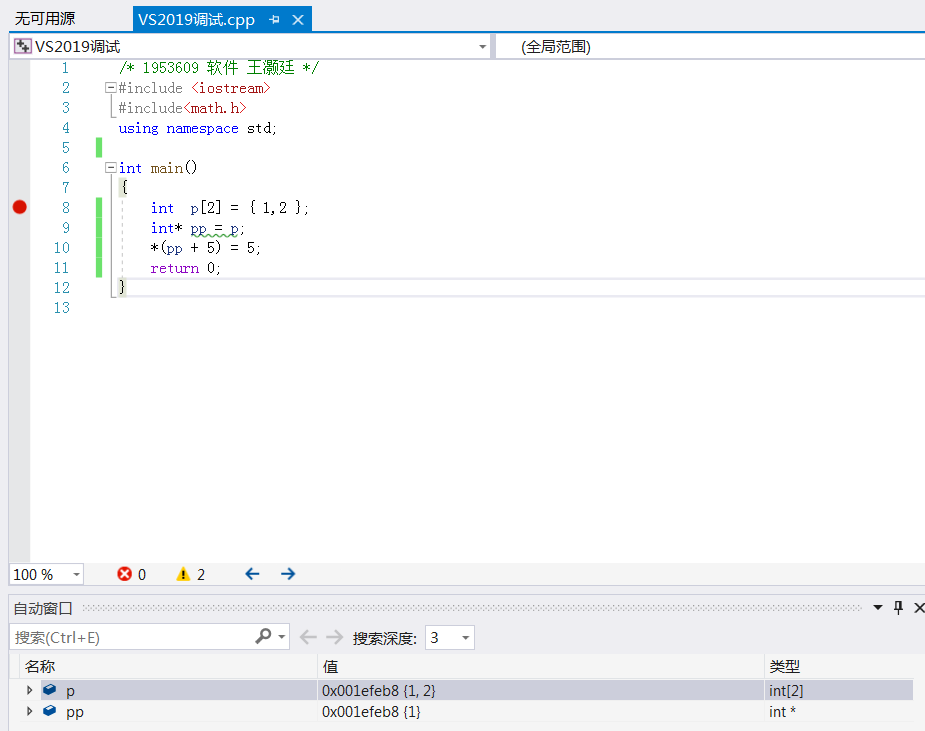 无可用源 VS2019调试.cpp
VS2019调试 (全局范围)
1 /* 1953609 软件 王灏廷 */
2 #include <iostream>
3 #include<math.h>
4 using namespace std;
5
6 int main()
7 {
8 int p[2] = { 1,2 };
9 int* pp = p;
10 *(pp + 5) = 5;
11 return 0;
12 }
13
100 % 0 2
自动窗口
搜索(Ctrl+E) 搜索深度: 3
名称 值 类型
p 0x001efeb8 {1, 2} int[2]
pp 0x001efeb8 {1} int *